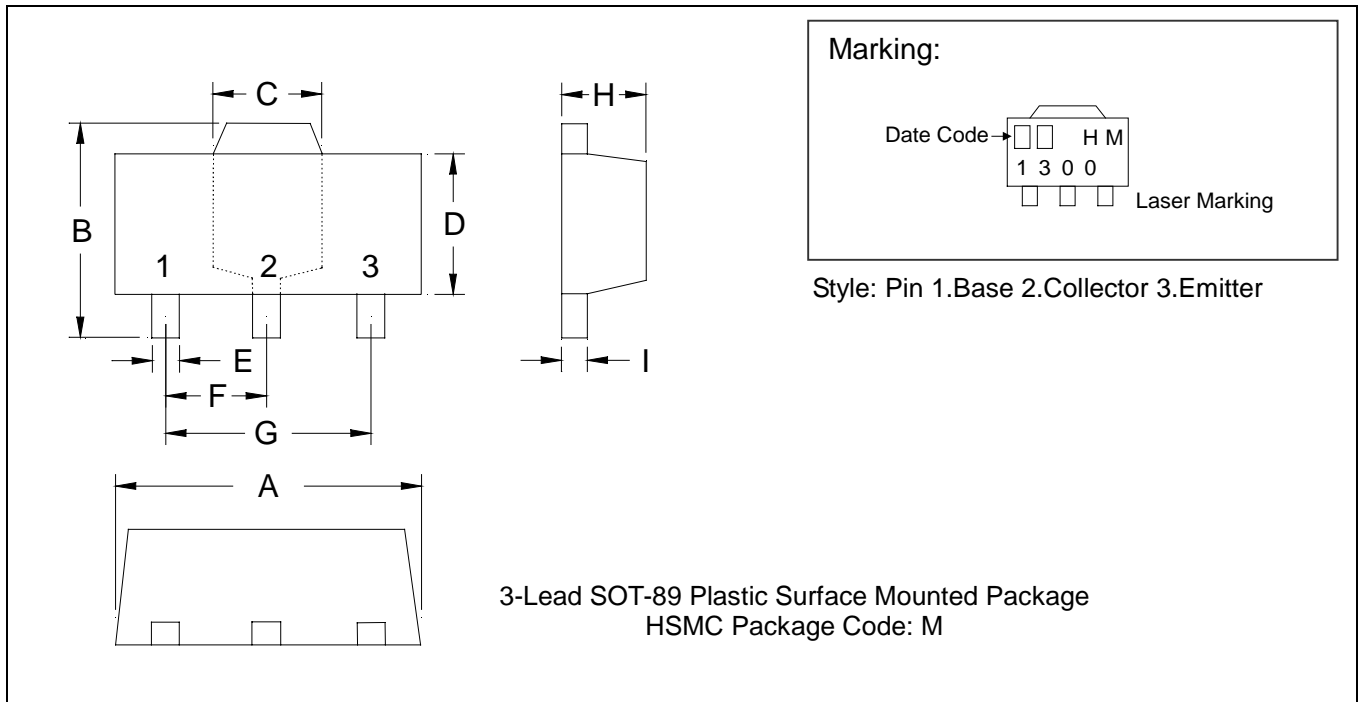 C
H
B
D
1 2 3
E
I
F
G
A
Marking:
Date Code
H M
1 3 0 0
Laser Marking
Style: Pin 1.Base 2.Collector 3.Emitter
3-Lead SOT-89 Plastic Surface Mounted Package
HSMC Package Code: M